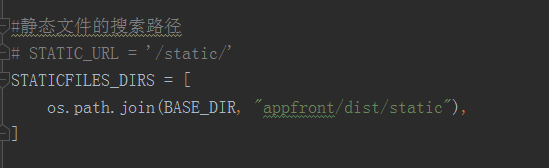 #静态文件的搜索路径
# STATIC_URL = '/static/'
STATICFILES_DIRS = [
    os.path.join(BASE_DIR, "appfront/dist/static"),
]